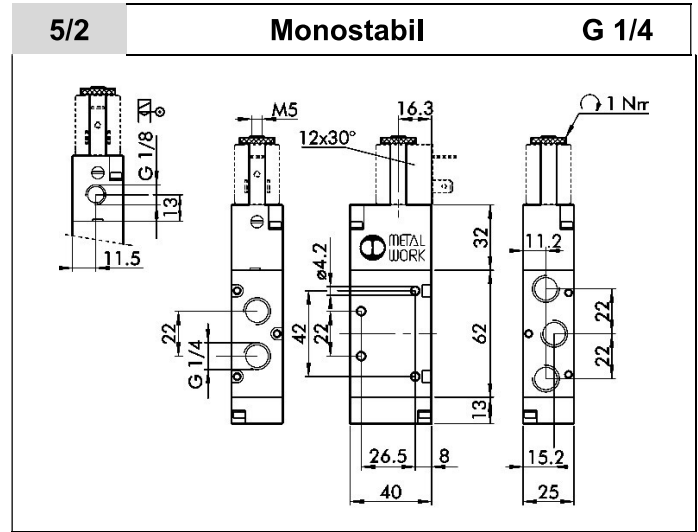 5/2 Monostabil G 1/4
M5
16.3
1 Nm
12x30°
G 1/8
13
11.5
METAL
WORK
32
11.2
ø4.2
22
G 1/4
42
22
62
22
22
13
26.5
8
15.2
40
25